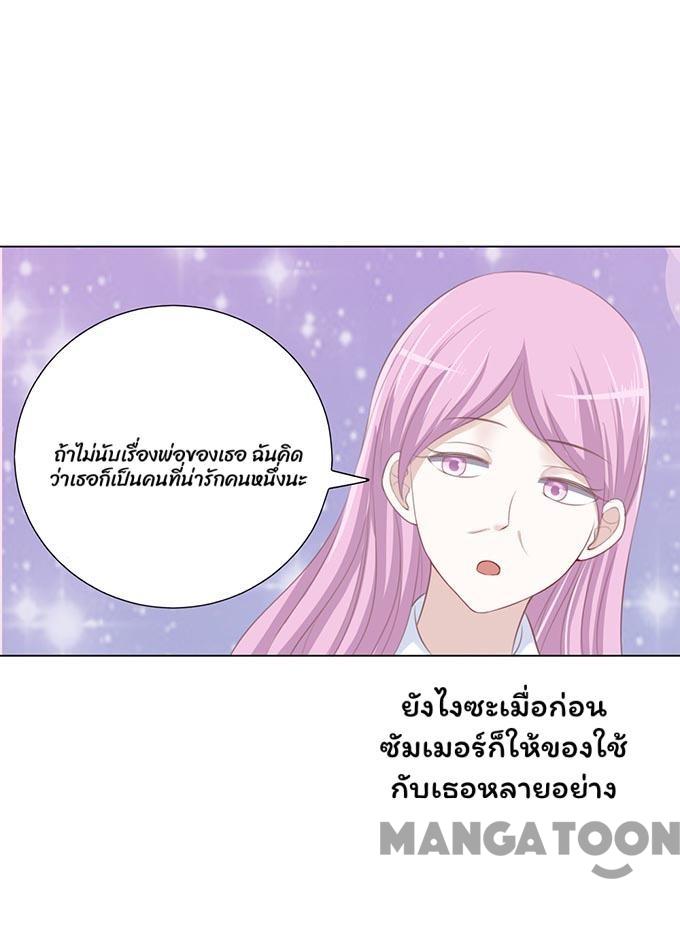 ถ้าไม่นับเรื่องพ่อของเธอ ฉันคิด
ว่าเธอก็เป็นคนที่น่ารักคนหนึ่งนะ
ยังไงซะเมื่อก่อน
ซัมเมอร์ก็ให้ของใช้
กับเธอหลายอย่าง
MANGATOON